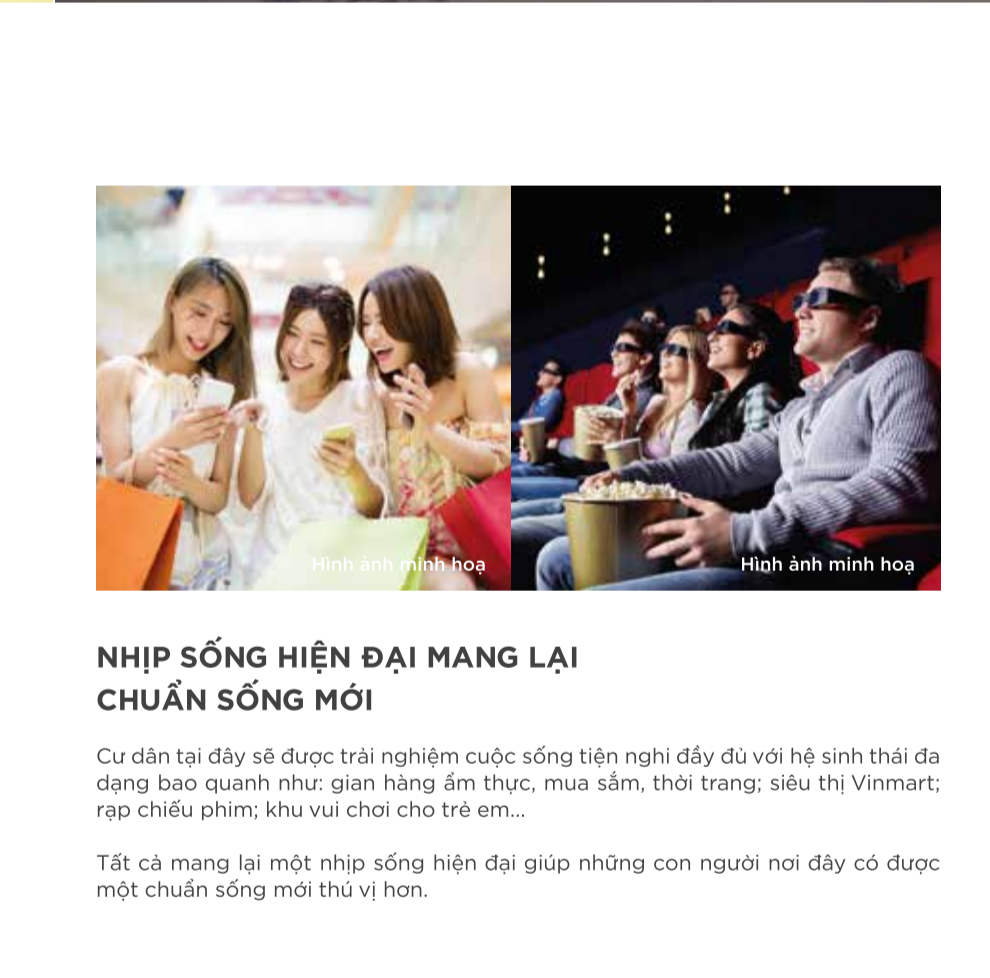 Hình ảnh minh hoạ
Hình ảnh minh hoạ
NHỊP SỐNG HIỆN ĐẠI MANG LẠI
CHUẨN SỐNG MỚI
Cư dân tại đây sẽ được trải nghiệm cuộc sống tiện nghi đầy đủ với hệ sinh thái đa
dạng bao quanh như: gian hàng ẩm thực, mua sắm, thời trang; siêu thị Vinmart;
rạp chiếu phim; khu vui chơi cho trẻ em...
Tất cả mang lại một nhịp sống hiện đại giúp những con người nơi đây có được
một chuẩn sống mới thú vị hơn.